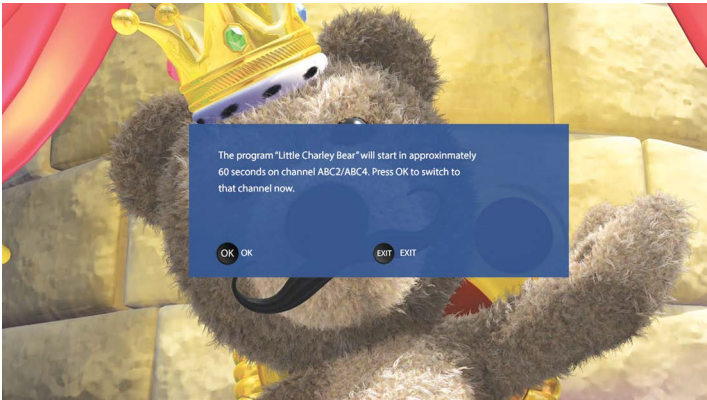 The program “Little Charley Bear” will start in approxinmately
60 seconds on channel ABC2/ABC4. Press OK to switch to
that channel now.
OK OK
EXIT EXIT